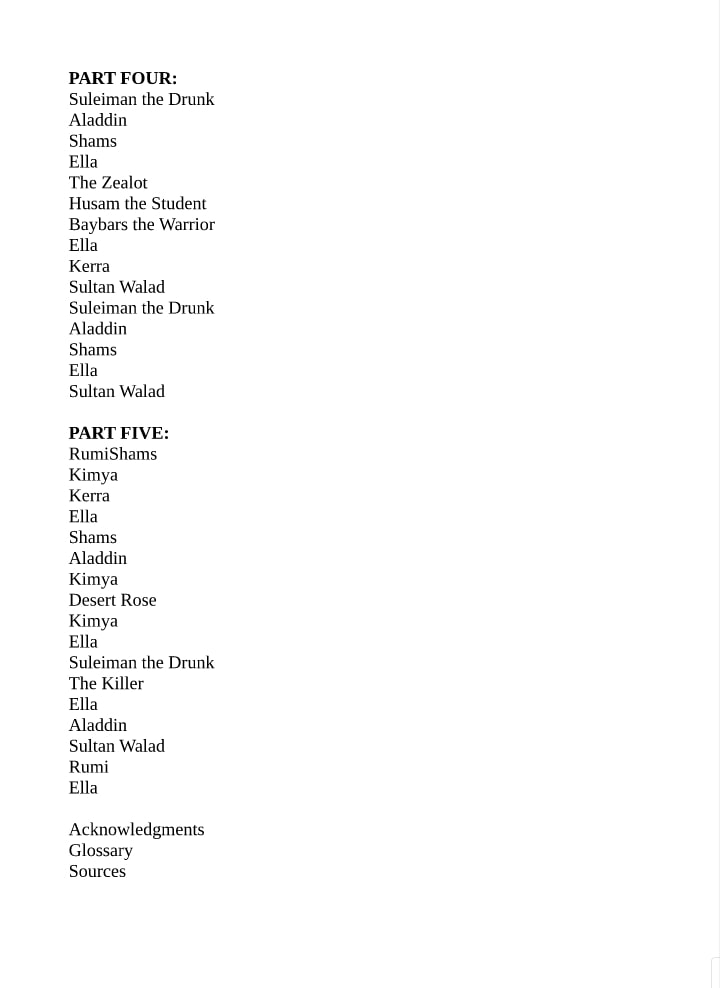 PART FOUR:
Suleiman the Drunk
Aladdin
Shams
Ella
The Zealot
Husam the Student
Baybars the Warrior
Ella
Kerra
Sultan Walad
Suleiman the Drunk
Aladdin
Shams
Ella
Sultan Walad
PART FIVE:
RumiShams
Kimya
Kerra
Ella
Shams
Aladdin
Kimya
Desert Rose
Kimya
Ella
Suleiman the Drunk
The Killer
Ella
Aladdin
Sultan Walad
Rumi
Ella
Acknowledgments
Glossary
Sources